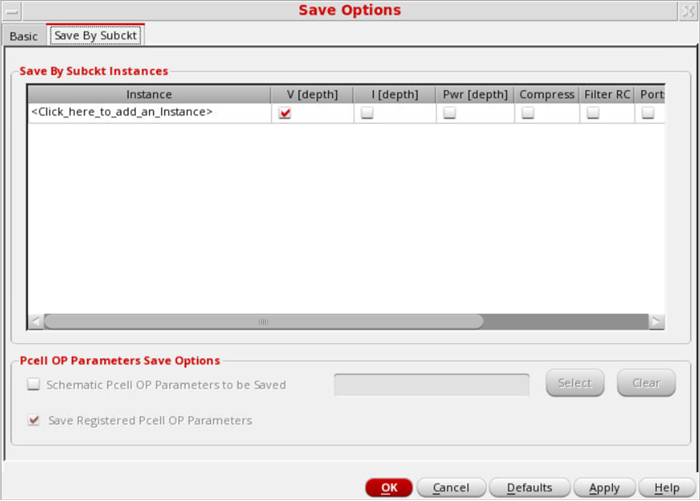 Save Options
Basic Save By Subckt
Save By Subckt Instances
Instance V [depth] I [depth] Pwr [depth] Compress Filter RC Port
<Click_here_to_add_an_Instance>
Pcell OP Parameters Save Options
Schematic Pcell OP Parameters to be Saved Select Clear
Save Registered Pcell OP Parameters
OK Cancel Defaults Apply Help